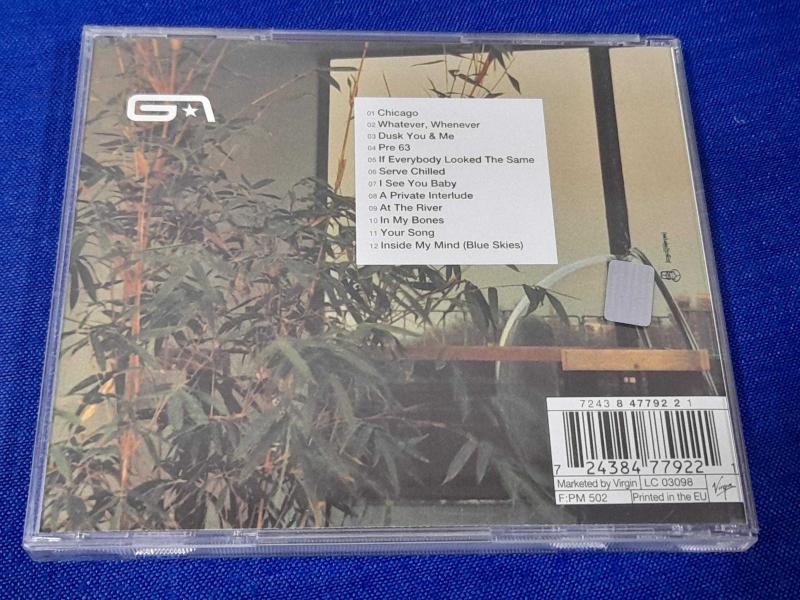 GA
01 Chicago
02 Whatever, Whenever
03 Dusk You & Me
04 Pre 63
05 If Everybody Looked The Same
06 Serve Chilled
07 I See You Baby
08 A Private Interlude
09 At The River
10 In My Bones
11 Your Song
12 Inside My Mind (Blue Skies)
7243 8 47792 2 1
7 24384 77922 1
Marketed by Virgin LC 03098
F:PM 502 Printed in the EU Virgin